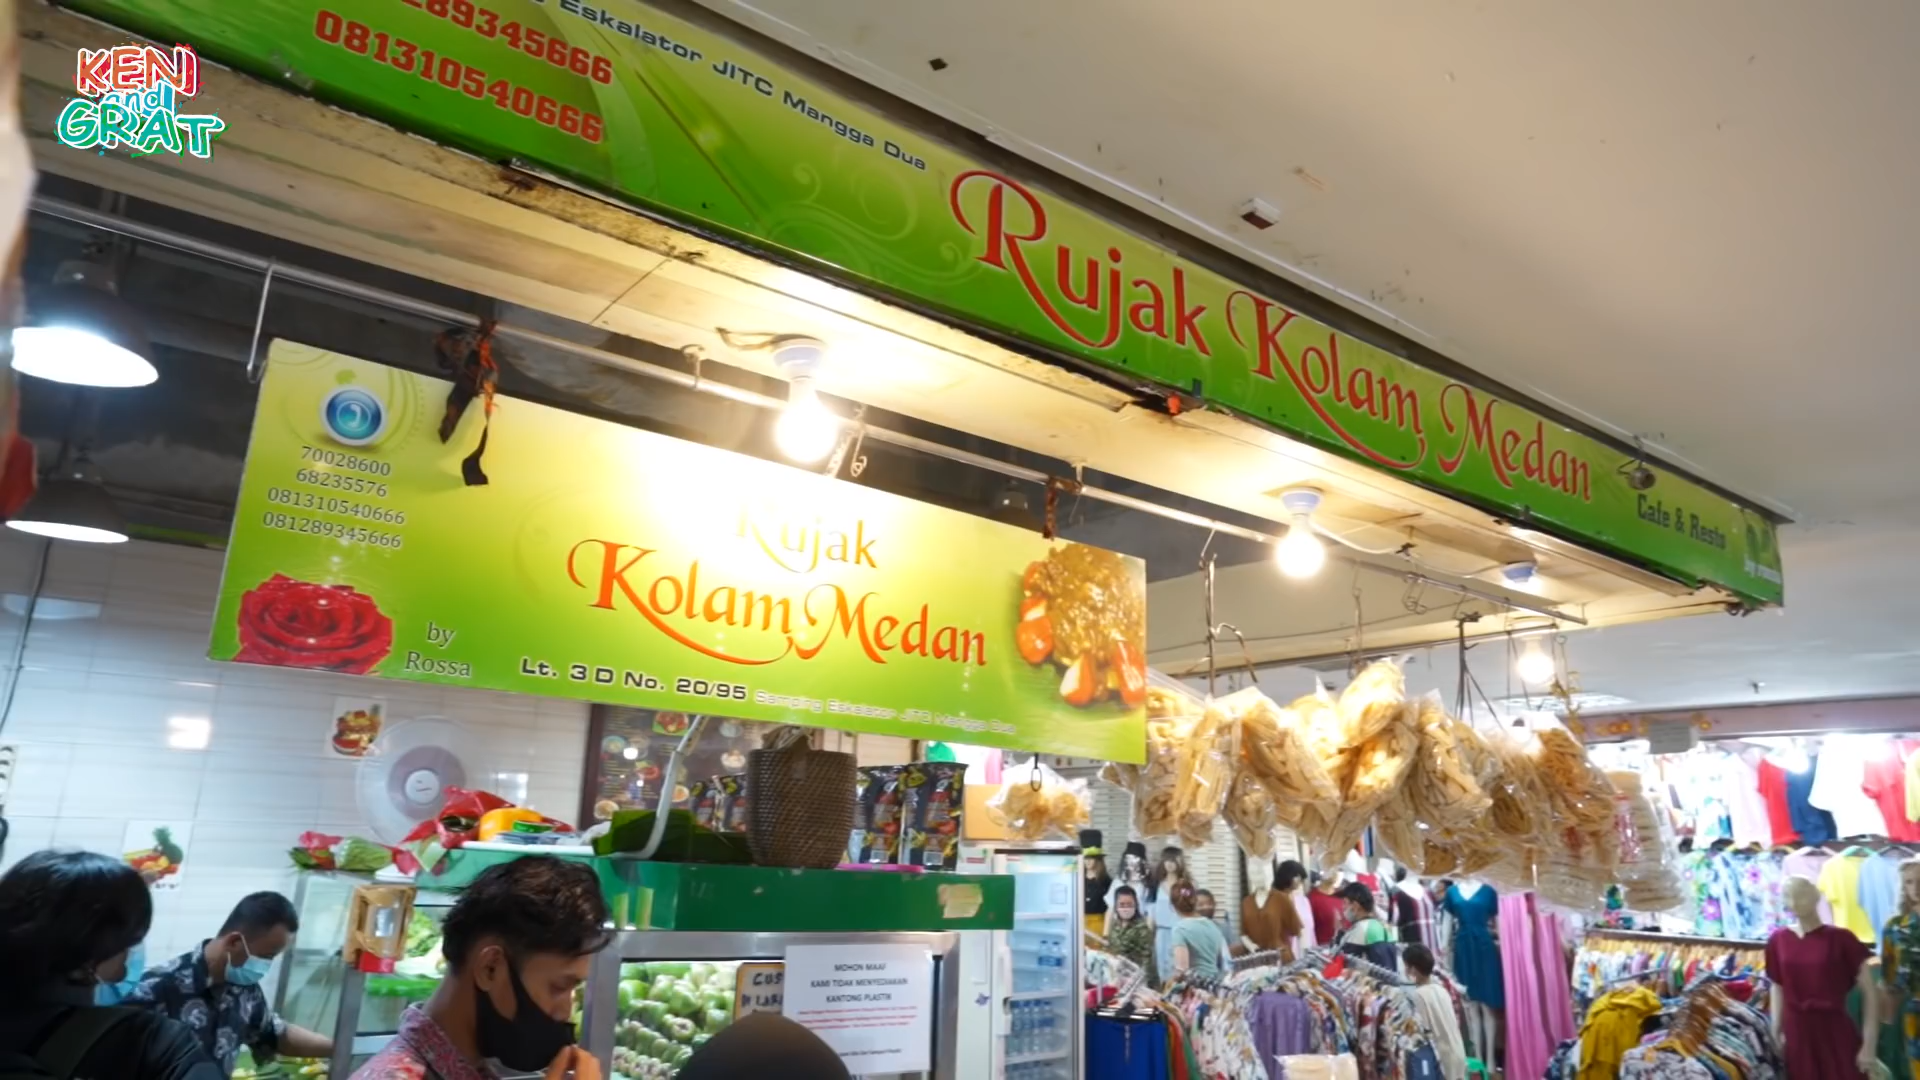 KEN
and
GRAT
Eskalator JITC Mangga Dua
289345666
081310540666
Rujak Kolam Medan
Cafe & Resto
70028600
68235576
081310540666
081289345666
Rujak
Kolam Medan
by
Rossa
Lt. 3D No. 20/95 Samping Eskalator JITC Mangga Dua
MOHON MAAF
KAMI TIDAK MENYEDIAKAN
KANTONG PLASTIK